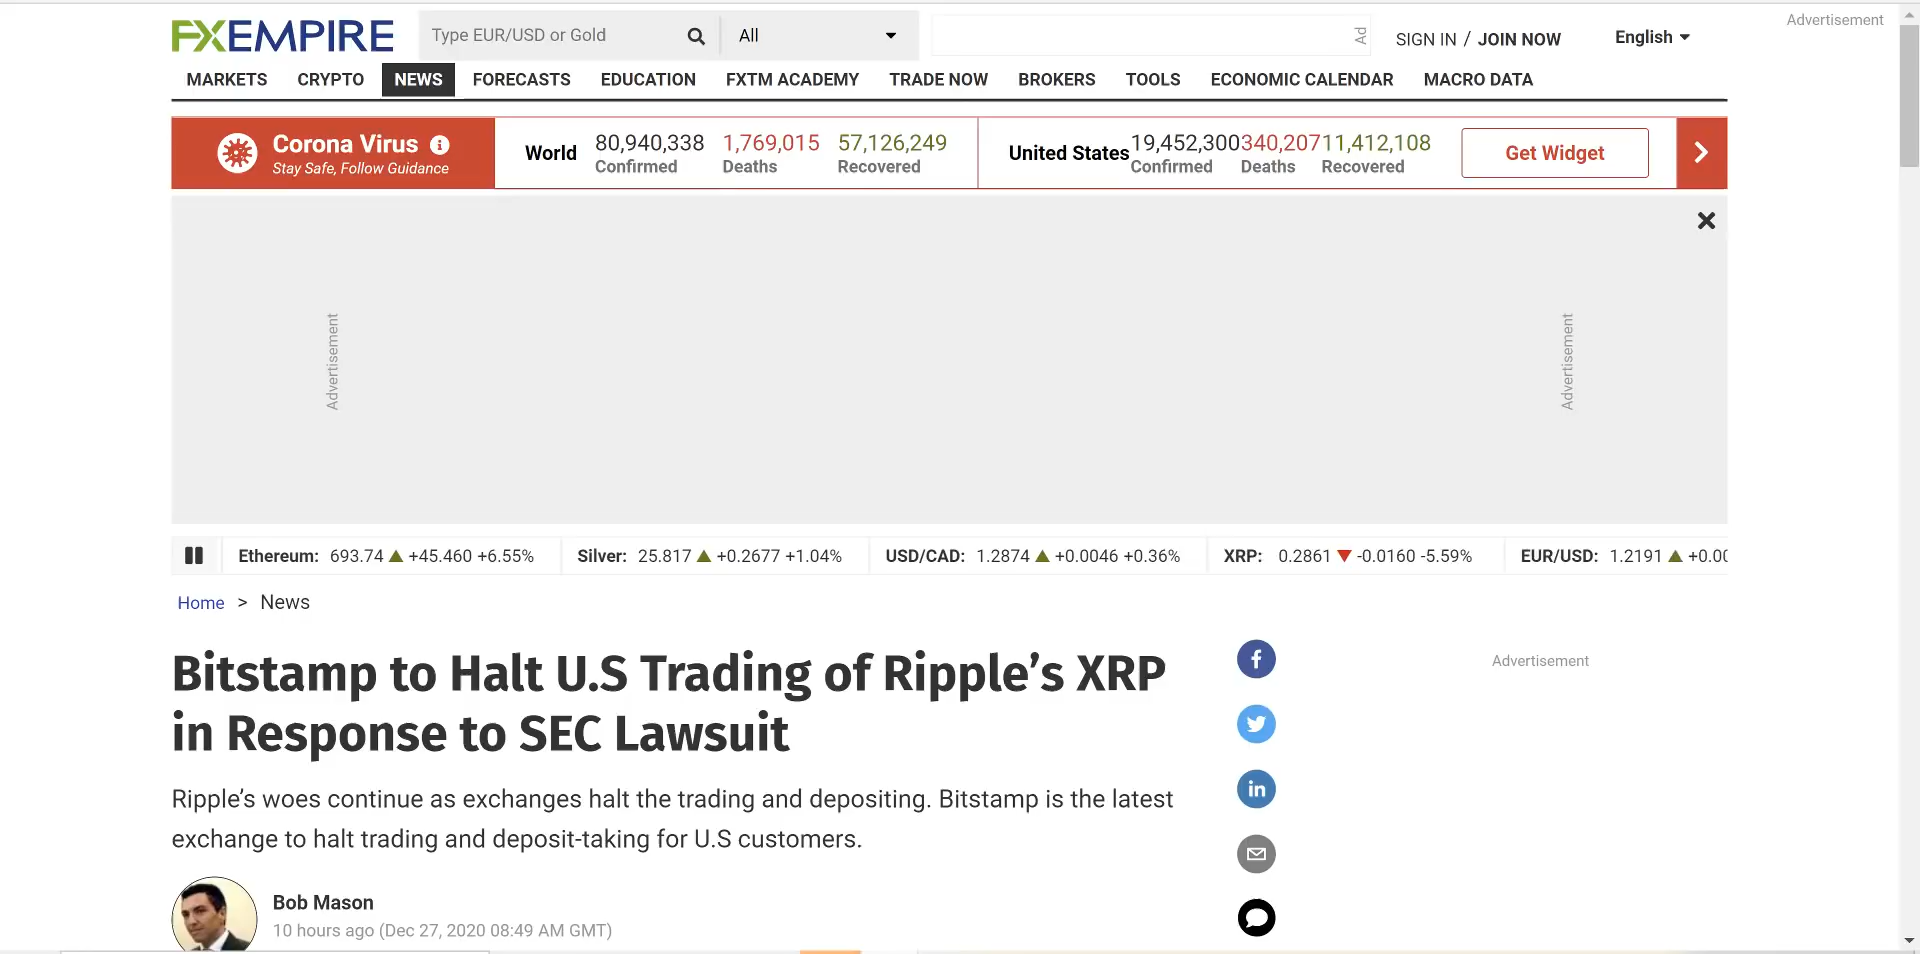 Advertisement
FXEMPIRE
Type EUR/USD or Gold
All
Ad
SIGN IN / JOIN NOW
English
MARKETS CRYPTO NEWS FORECASTS EDUCATION FXTM ACADEMY TRADE NOW BROKERS TOOLS ECONOMIC CALENDAR MACRO DATA
Corona Virus
Stay Safe, Follow Guidance
World
80,940,338 1,769,015 57,126,249
Confirmed Deaths Recovered
United States
19,452,300 340,207 11,412,108
Confirmed Deaths Recovered
Get Widget
Advertisement
Advertisement
Ethereum: 693.74 ▲ +45.460 +6.55% Silver: 25.817 ▲ +0.2677 +1.04% USD/CAD: 1.2874 ▲ +0.0046 +0.36% XRP: 0.2861 ▼ -0.0160 -5.59% EUR/USD: 1.2191 ▲ +0.00
Home > News
Bitstamp to Halt U.S Trading of Ripple’s XRP
in Response to SEC Lawsuit
Advertisement
Ripple’s woes continue as exchanges halt the trading and depositing. Bitstamp is the latest
exchange to halt trading and deposit-taking for U.S customers.
Bob Mason
10 hours ago (Dec 27, 2020 08:49 AM GMT)